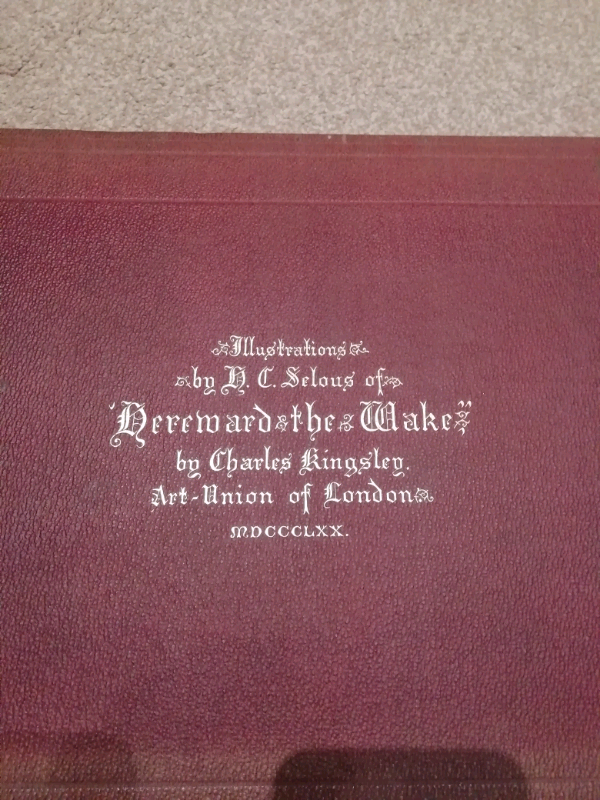 Illustrations
by H. C. Selous of
"Hereward the Wake"
by Charles Kingsley.
Art-Union of London
MDCCCLXX.